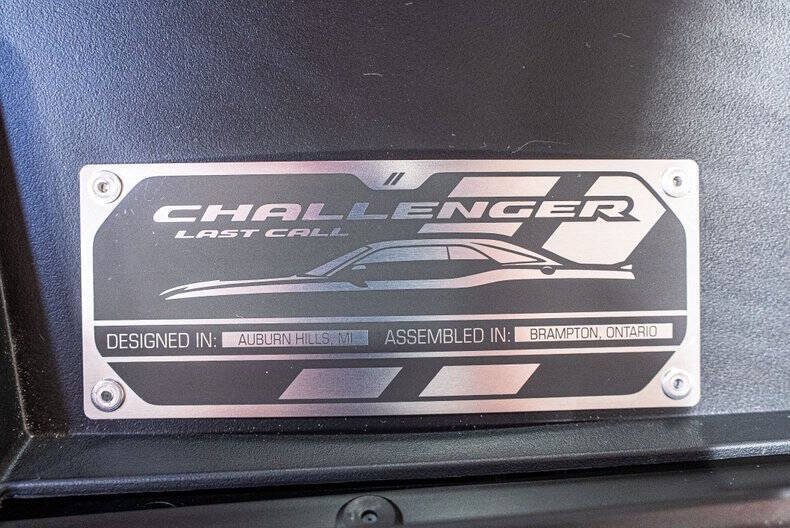 CHALLENGER
LAST CALL
DESIGNED IN: AUBURN HILLS, MI ASSEMBLED IN: BRAMPTON, ONTARIO